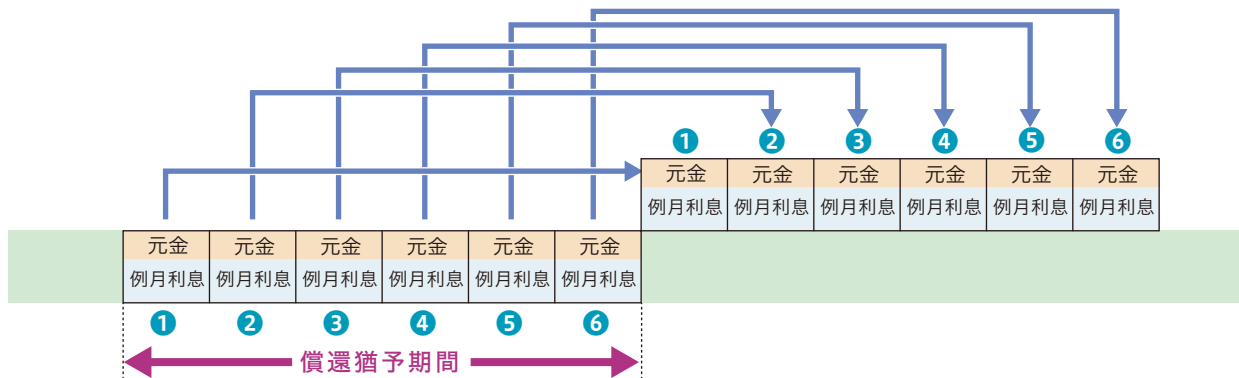 ❶ ❷ ❸ ❹ ❺ ❻
元金 元金 元金 元金 元金 元金
例月利息 例月利息 例月利息 例月利息 例月利息 例月利息
元金 元金 元金 元金 元金 元金
例月利息 例月利息 例月利息 例月利息 例月利息 例月利息
❶ ❷ ❸ ❹ ❺ ❻
償還猶予期間